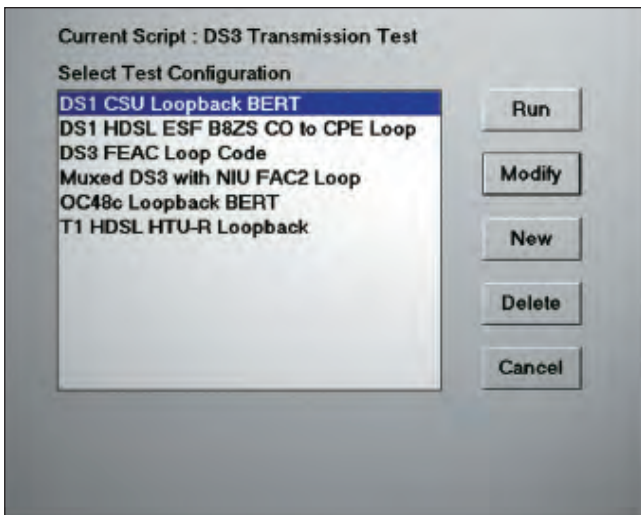 Current Script : DS3 Transmission Test
Select Test Configuration
DS1 CSU Loopback BERT
DS1 HDSL ESF B8ZS CO to CPE Loop
DS3 FEAC Loop Code
Muxed DS3 with NIU FAC2 Loop
OC48c Loopback BERT
T1 HDSL HTU-R Loopback
Run
Modify
New
Delete
Cancel